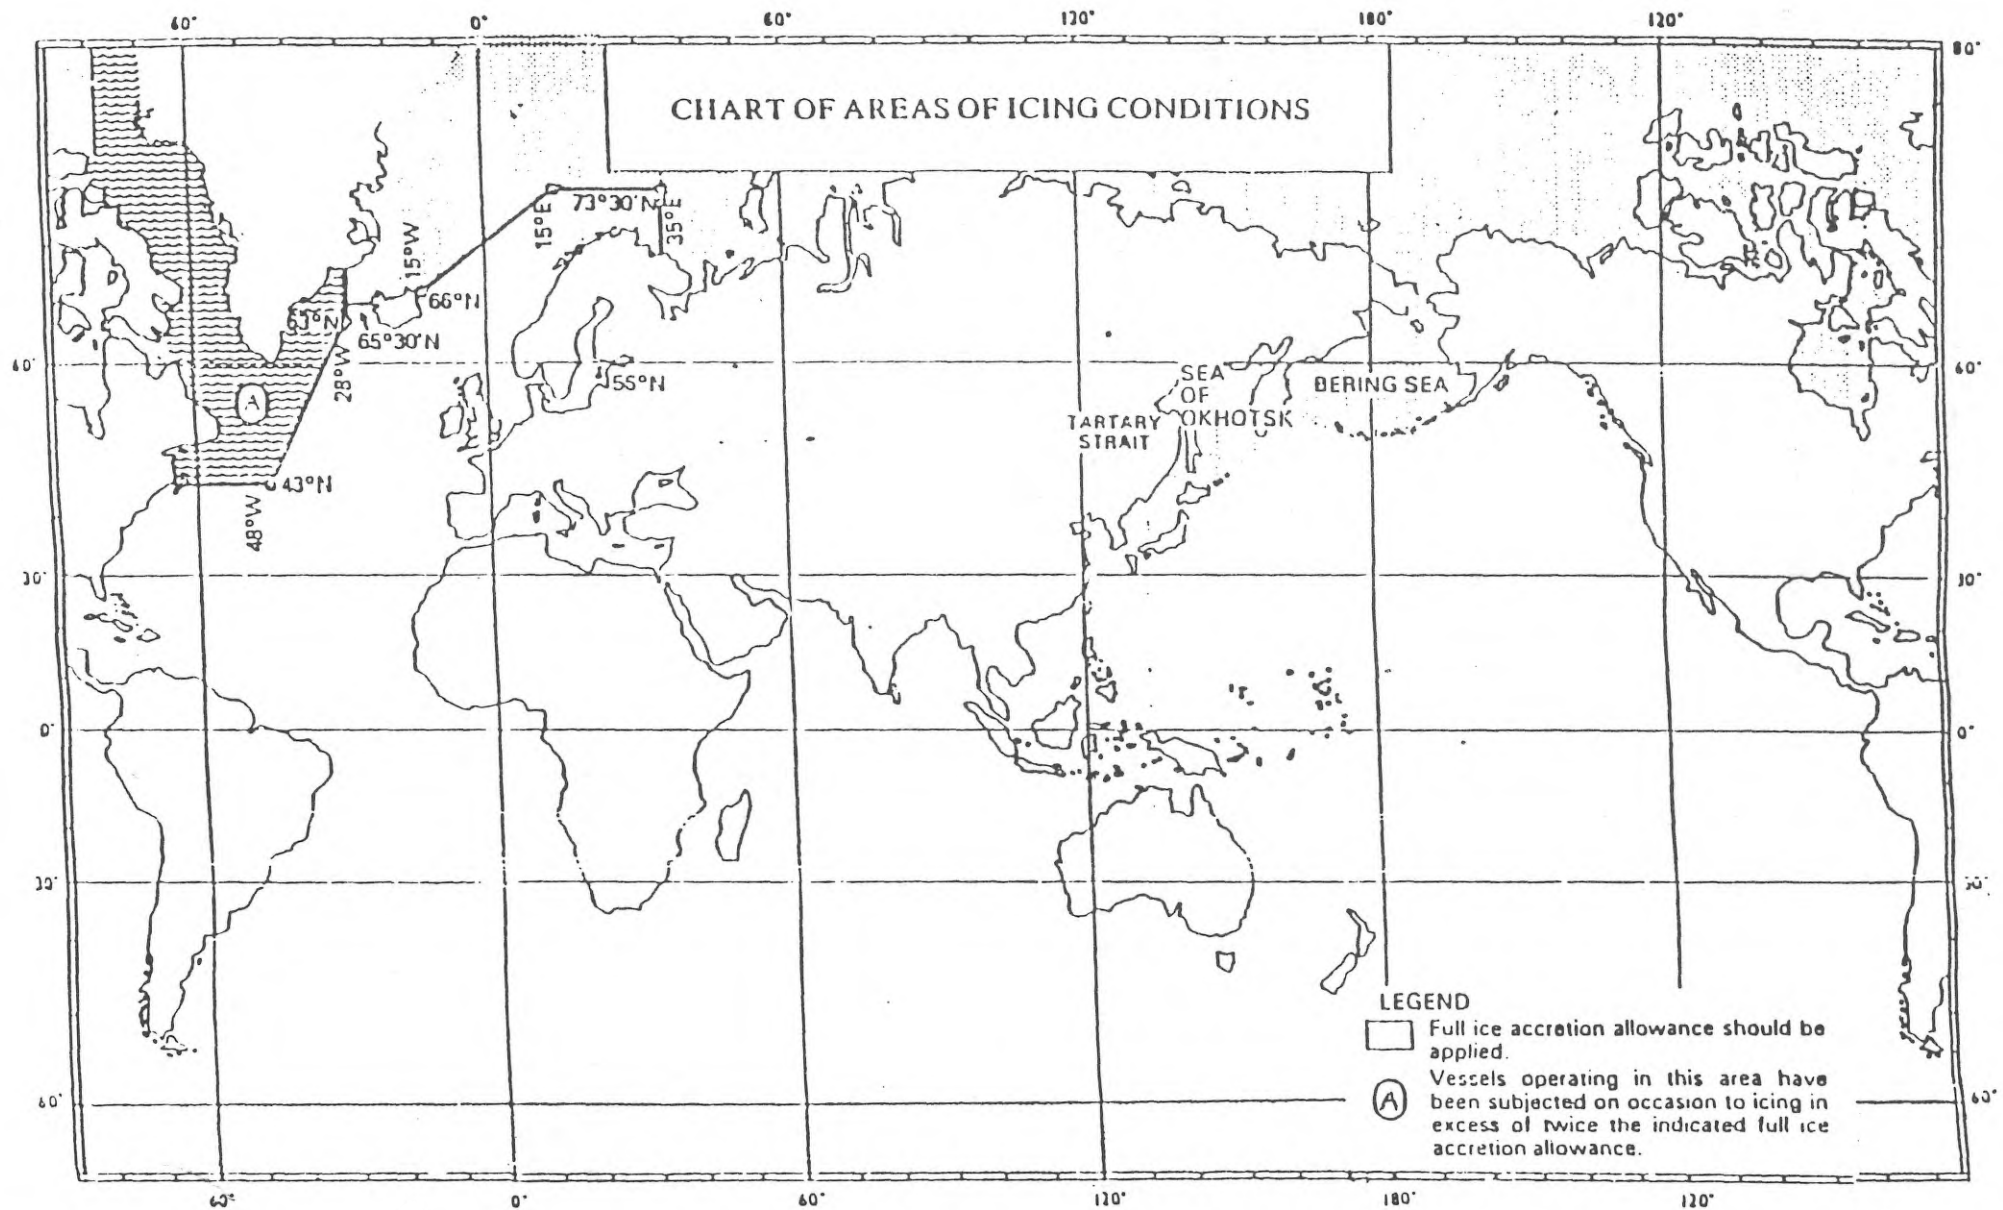 60° 0° 60° 120° 180° 120°
80°
CHART OF AREAS OF ICING CONDITIONS
73°30'N
15°E
35°E
15°W
66°N
63°N
65°30'N
28°W
60° 60°
55°N
A
SEA
OF
OKHOTSK
BERING SEA
TARTARY
STRAIT
43°N
48°W
30° 30°
0° 0°
30° 30°
LEGEND
Full ice accretion allowance should be
applied.
A
Vessels operating in this area have
been subjected on occasion to icing in
excess of twice the indicated full ice
accretion allowance.
60° 60°
60° 0° 60° 120° 180° 120°